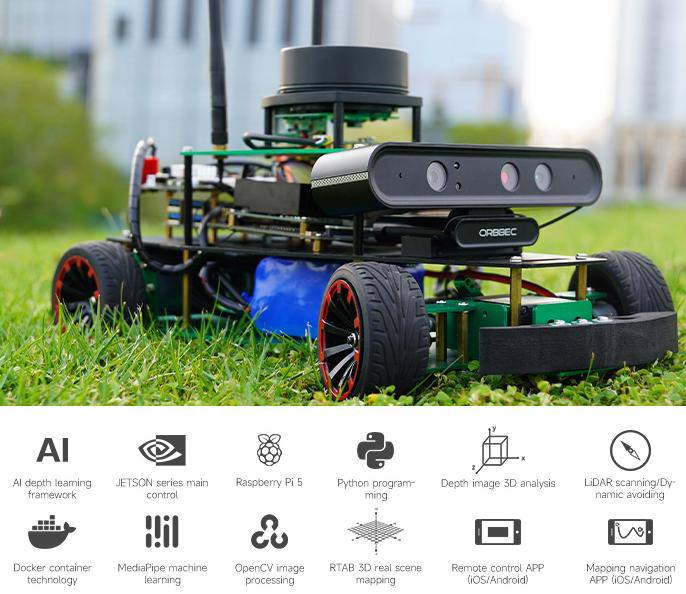 ORBBEC
AI
AI depth learning
framework
JETSON series main
control
Raspberry Pi 5
Python program-
ming
y
x
z
Depth image 3D analysis
LiDAR scanning/Dy-
namic avoiding
Docker container
technology
MediaPipe machine
learning
OpenCV image
processing
RTAB 3D real scene
mapping
Remote control APP
(iOS/Android)
Mapping navigation
APP (iOS/Android)